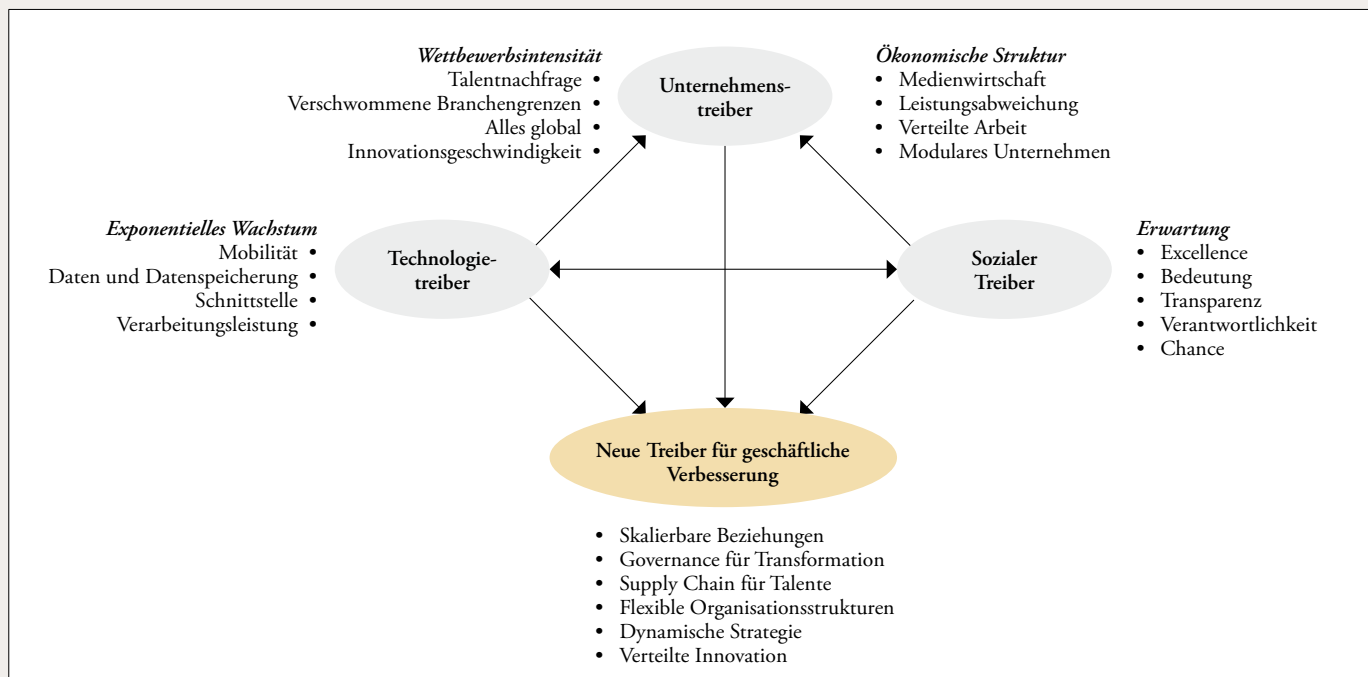 Wettbewerbsintensität
Talentnachfrage •
Verschwommene Branchengrenzen •
Alles global •
Innovationsgeschwindigkeit •
Unternehmens-
treiber
Ökonomische Struktur
• Medienwirtschaft
• Leistungsabweichung
• Verteilte Arbeit
• Modulares Unternehmen
Exponentielles Wachstum
Mobilität •
Daten und Datenspeicherung •
Schnittstelle •
Verarbeitungsleistung •
Technologie-
treiber
Sozialer
Treiber
Erwartung
• Excellence
• Bedeutung
• Transparenz
• Verantwortlichkeit
• Chance
Neue Treiber für geschäftliche
Verbesserung
• Skalierbare Beziehungen
• Governance für Transformation
• Supply Chain für Talente
• Flexible Organisationsstrukturen
• Dynamische Strategie
• Verteilte Innovation